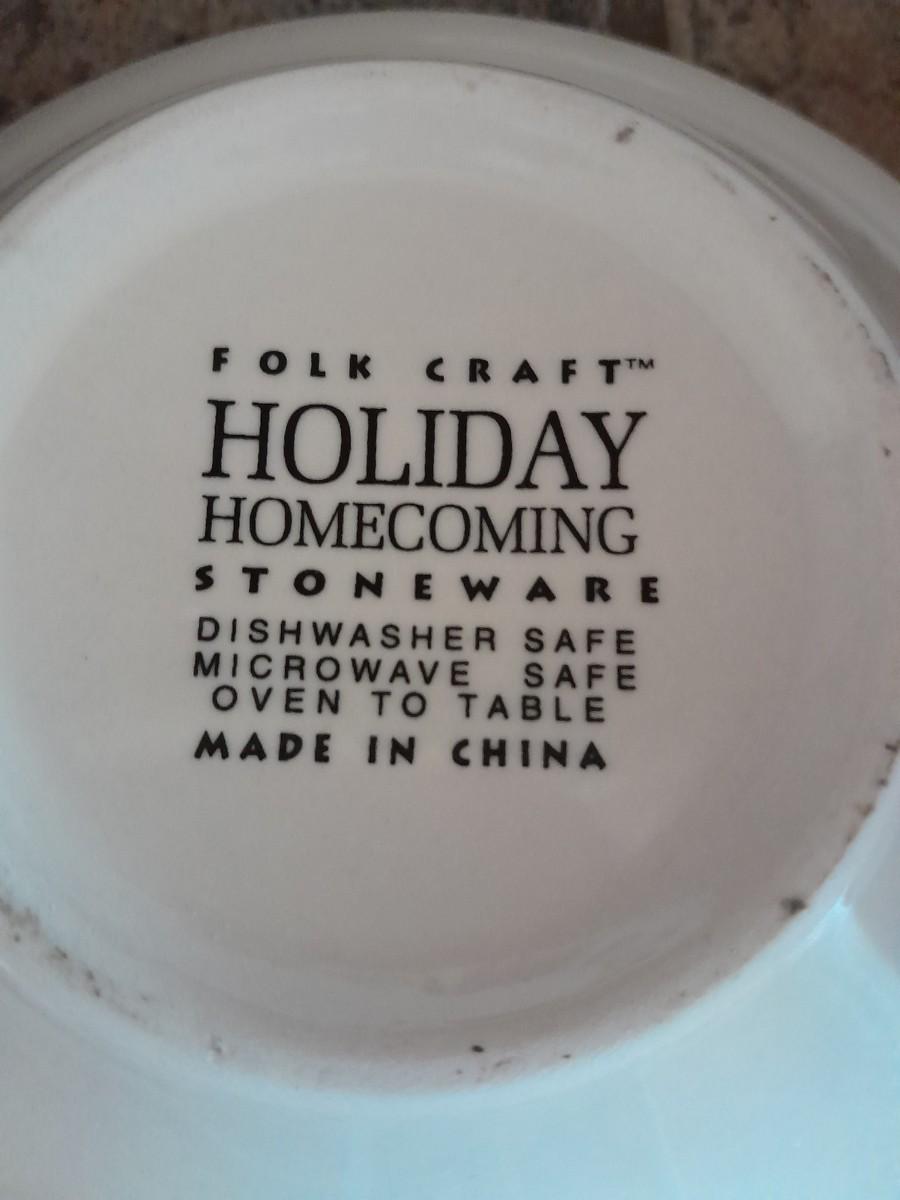 FOLK CRAFT™
HOLIDAY
HOMECOMING
STONEWARE
DISHWASHER SAFE
MICROWAVE SAFE
OVEN TO TABLE
MADE IN CHINA